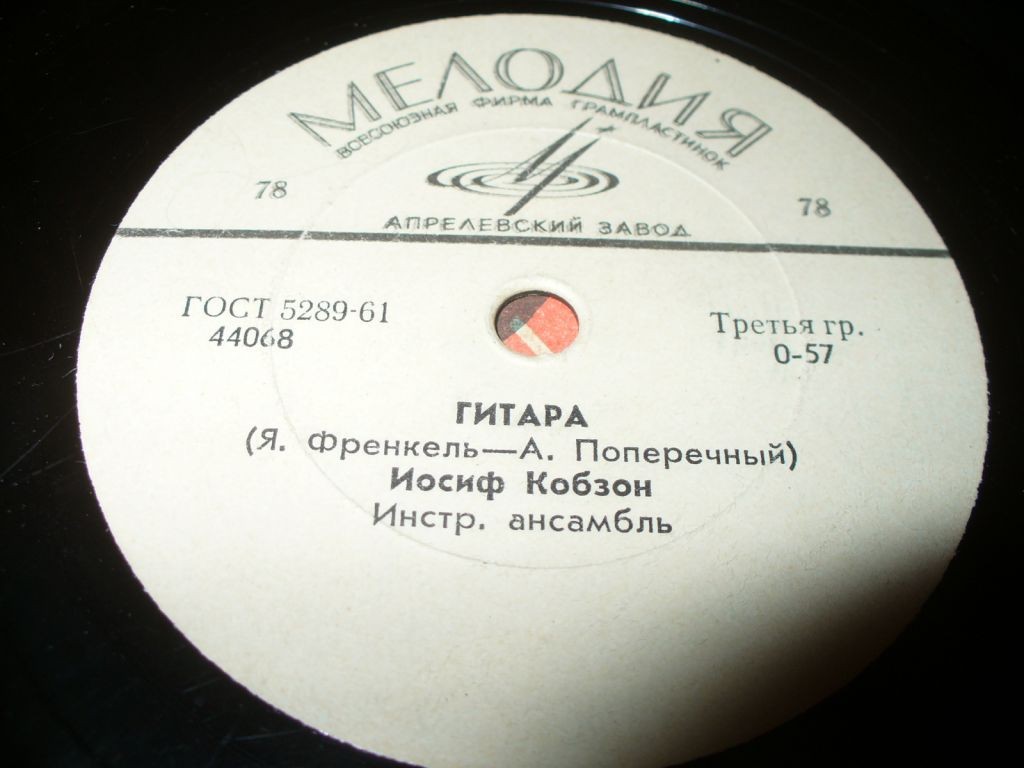 МЕЛОДИЯ
ВСЕСОЮЗНАЯ ФИРМА ГРАМПЛАСТИНОК
78 78
АПРЕЛЕВСКИЙ ЗАВОД
ГОСТ 5289-61 Третья гр.
44068 0-57
ГИТАРА
(Я. Френкель—А. Поперечный)
Иосиф Кобзон
Инстр. ансамбль